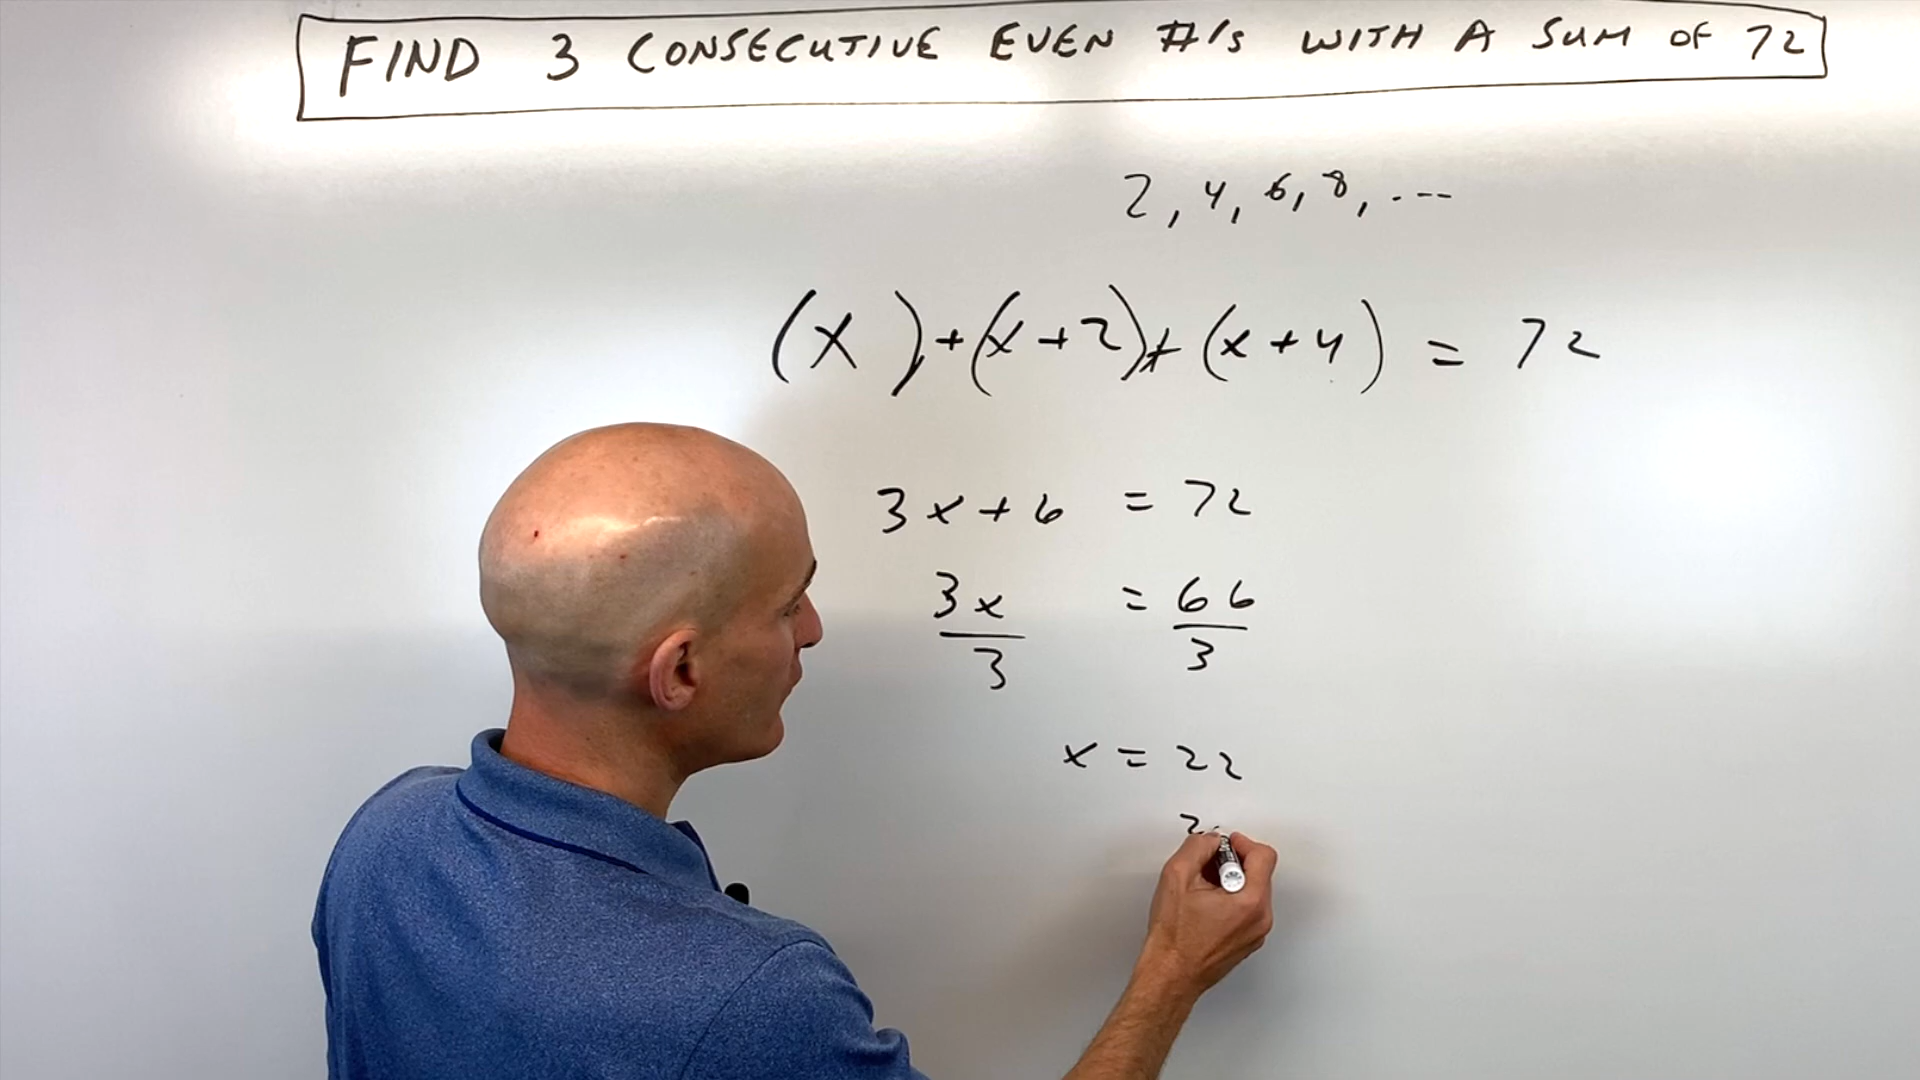 FIND 3 CONSECUTIVE EVEN #'s WITH A SUM OF 72
2, 4, 6, 8, ...
(x) + (x+2) + (x+4) = 72
3x+6 = 72
3x = 66
3 3
x = 22
2